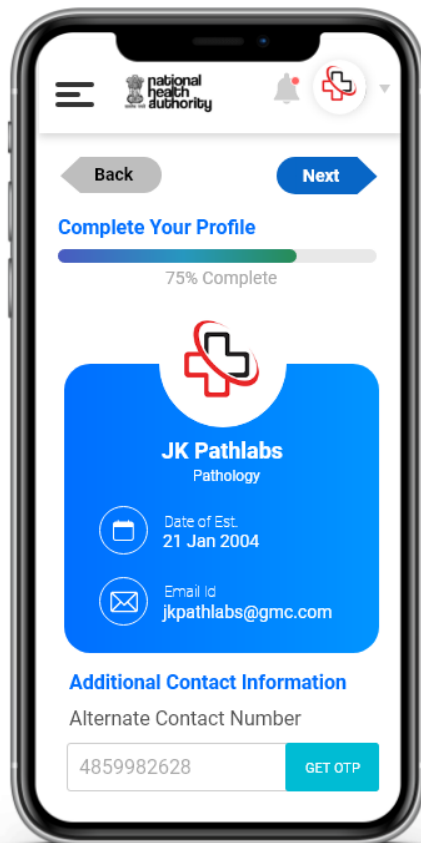 national
health
authority
Back
Next
Complete Your Profile
75% Complete
JK Pathlabs
Pathology
Date of Est.
21 Jan 2004
Email Id
jkpathlabs@gmc.com
Additional Contact Information
Alternate Contact Number
4859982628
GET OTP